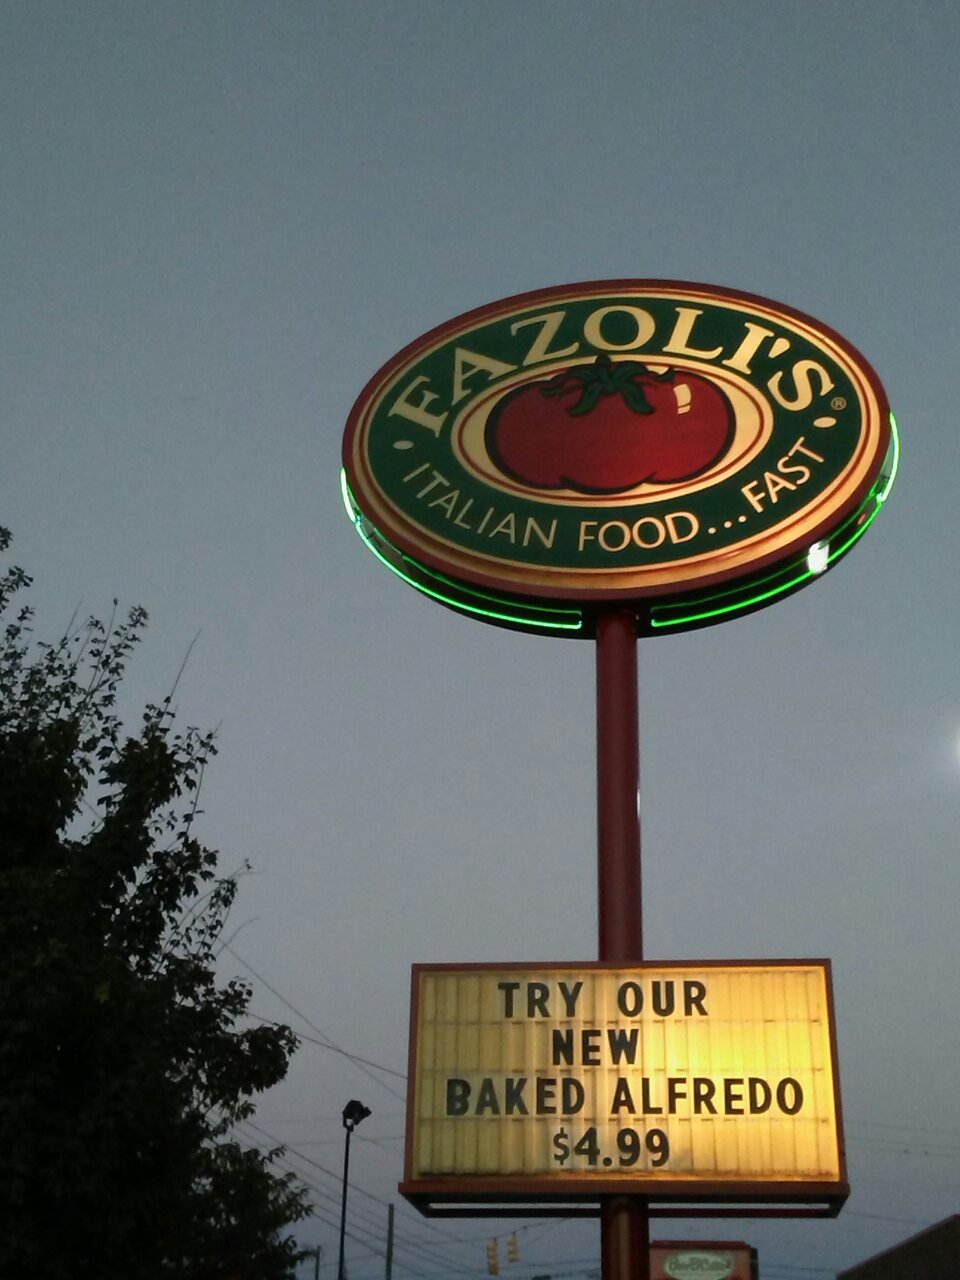 FAZOLI'S®
• ITALIAN FOOD...FAST •
TRY OUR
NEW
BAKED ALFREDO
$4.99